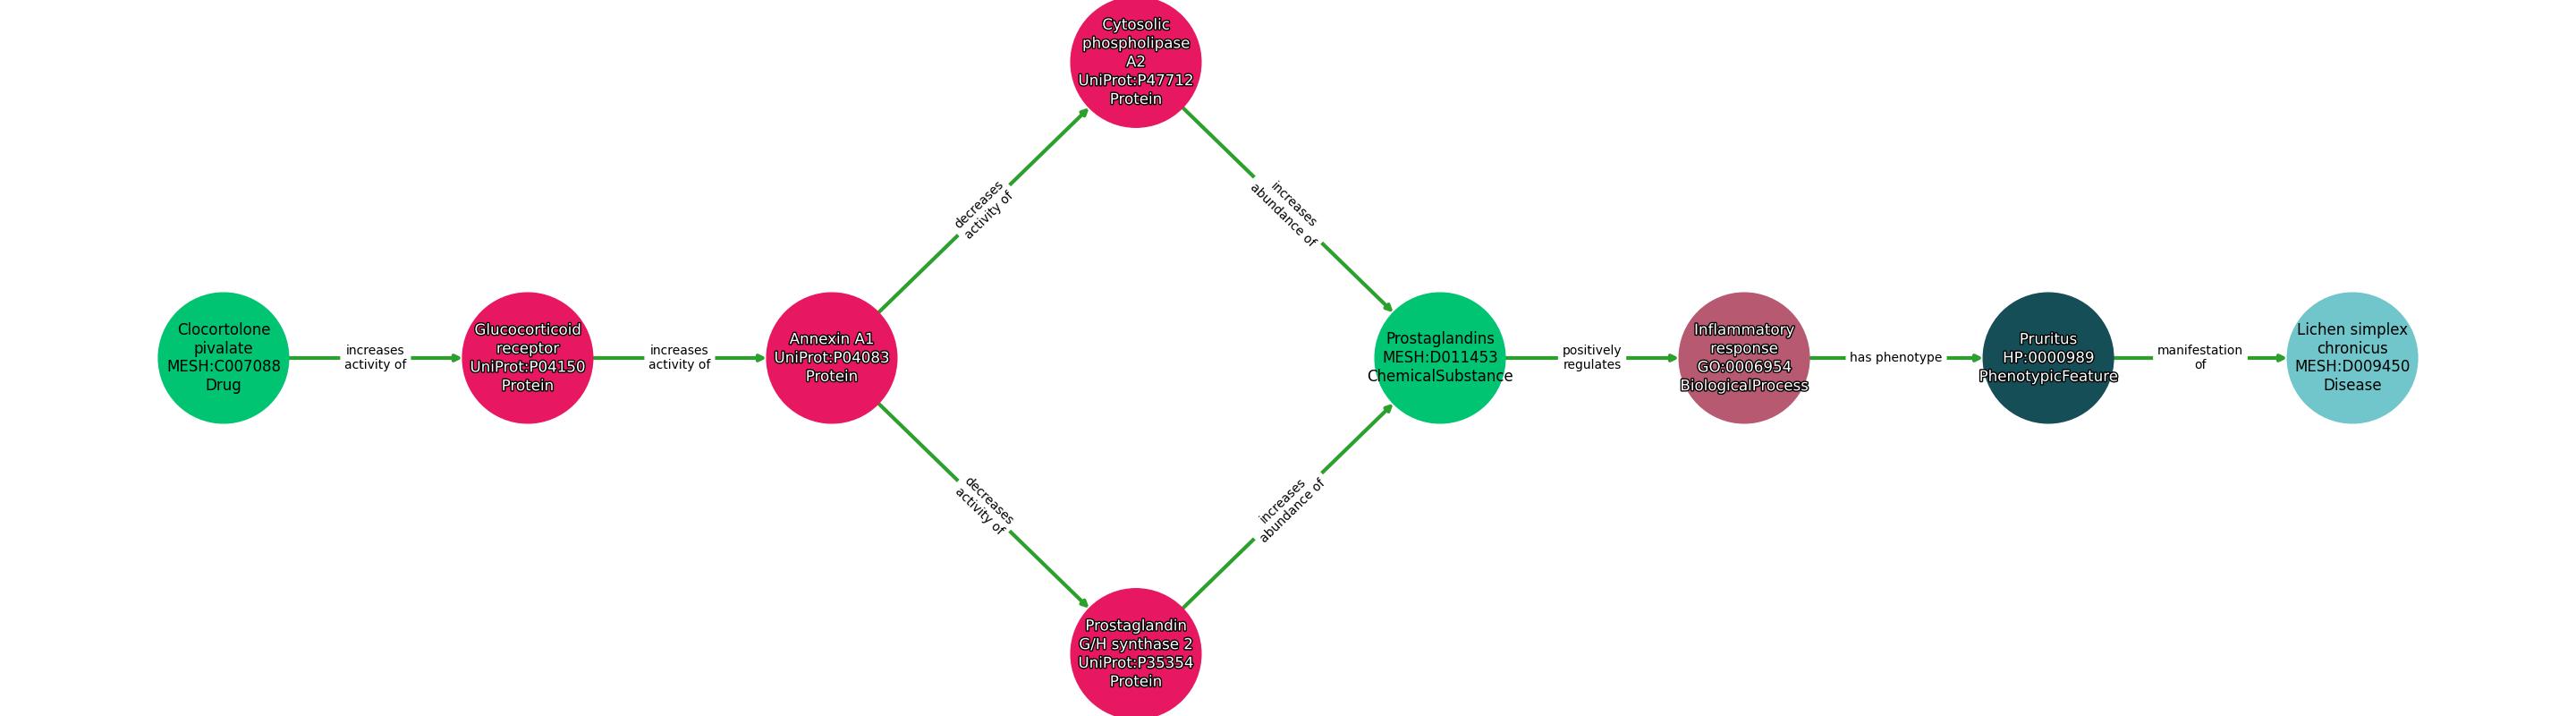 Cytosolic
phospholipase
A2
UniProt:P47712
Protein
decreases
activity of
increases
abundance of
Clocortolone
pivalate
MESH:C007088
Drug
increases
activity of
Glucocorticoid
receptor
UniProt:P04150
Protein
increases
activity of
Annexin A1
UniProt:P04083
Protein
Prostaglandins
MESH:D011453
ChemicalSubstance
positively
regulates
Inflammatory
response
GO:0006954
BiologicalProcess
has phenotype
Pruritus
HP:0000989
PhenotypicFeature
manifestation
of
Lichen simplex
chronicus
MESH:D009450
Disease
decreases
activity of
increases
abundance of
Prostaglandin
G/H synthase 2
UniProt:P35354
Protein